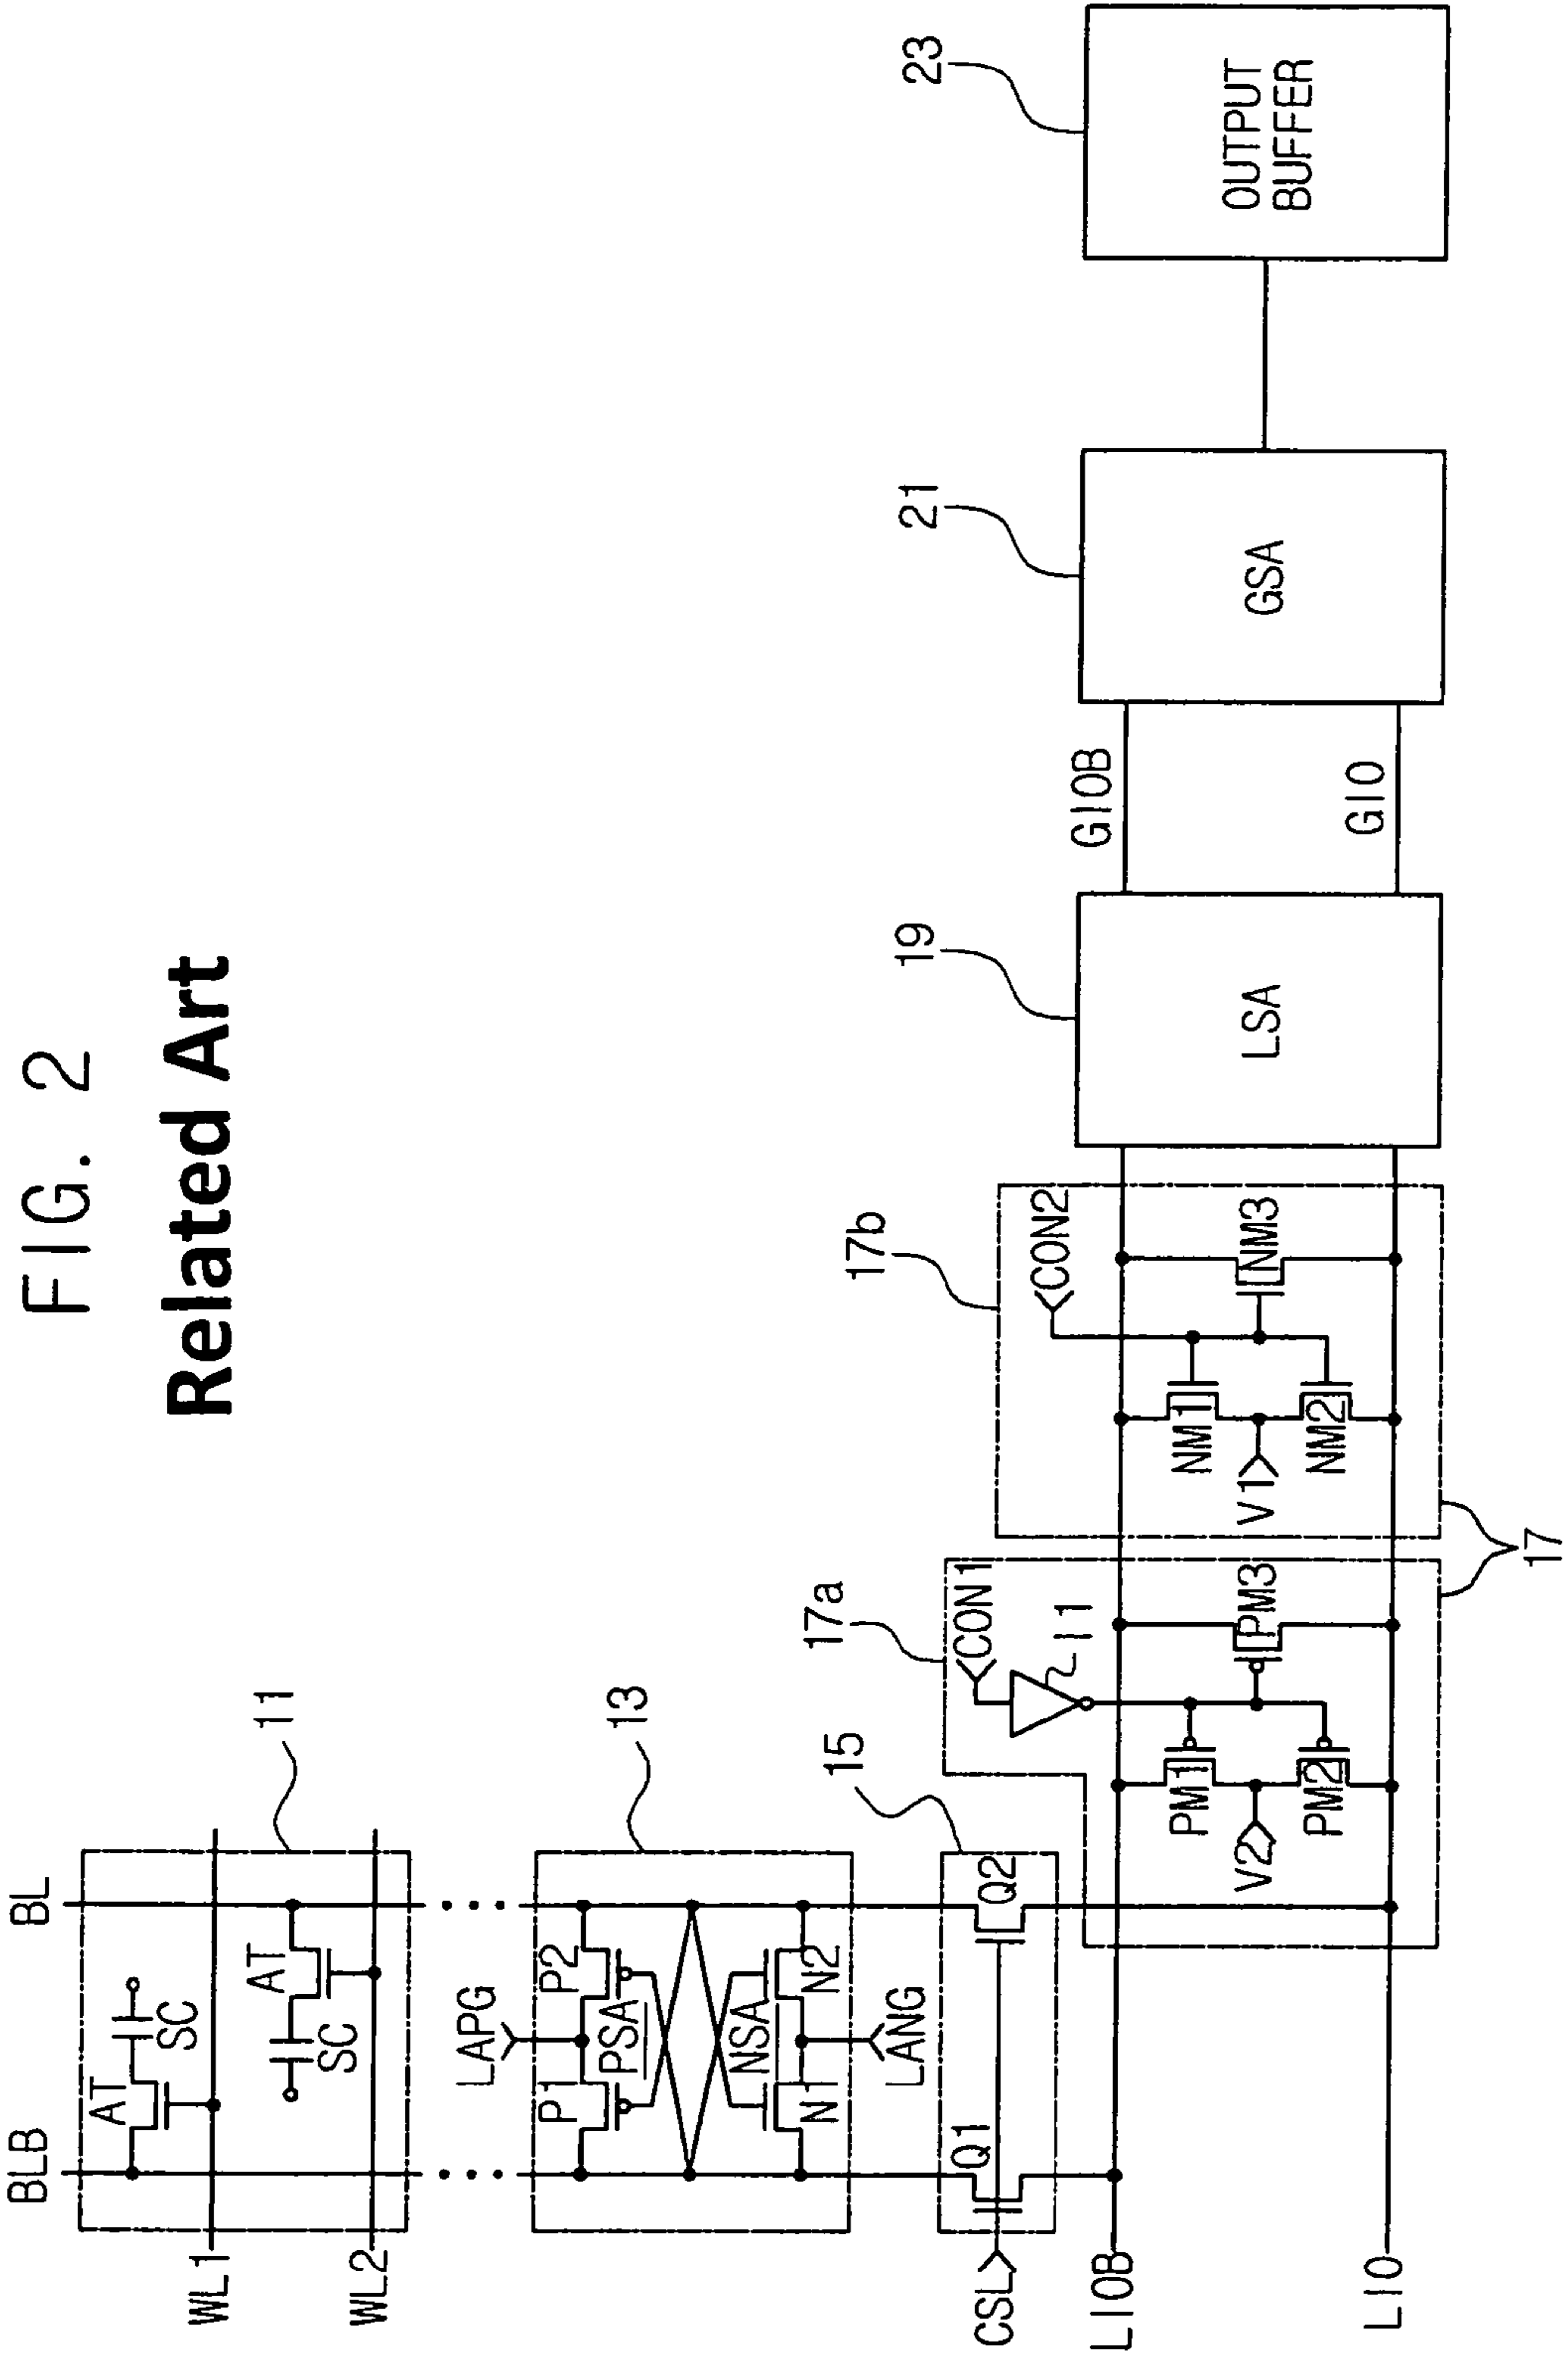 FIG. 2
Related Art
BLB
BL
WL1
WL2
AT
SC
AT
SC
11
LAPG
P1
P2
PSA
NSA
N1
N2
LANG
13
CSL
Q1
Q2
15
LIOB
LIO
17a
CON1
I1
PM1
PM2
PM3
V2
17b
CON2
NM1
NM2
NM3
V1
17
19
LSA
GIOB
GIO
21
GSA
23
OUTPUT
BUFFER